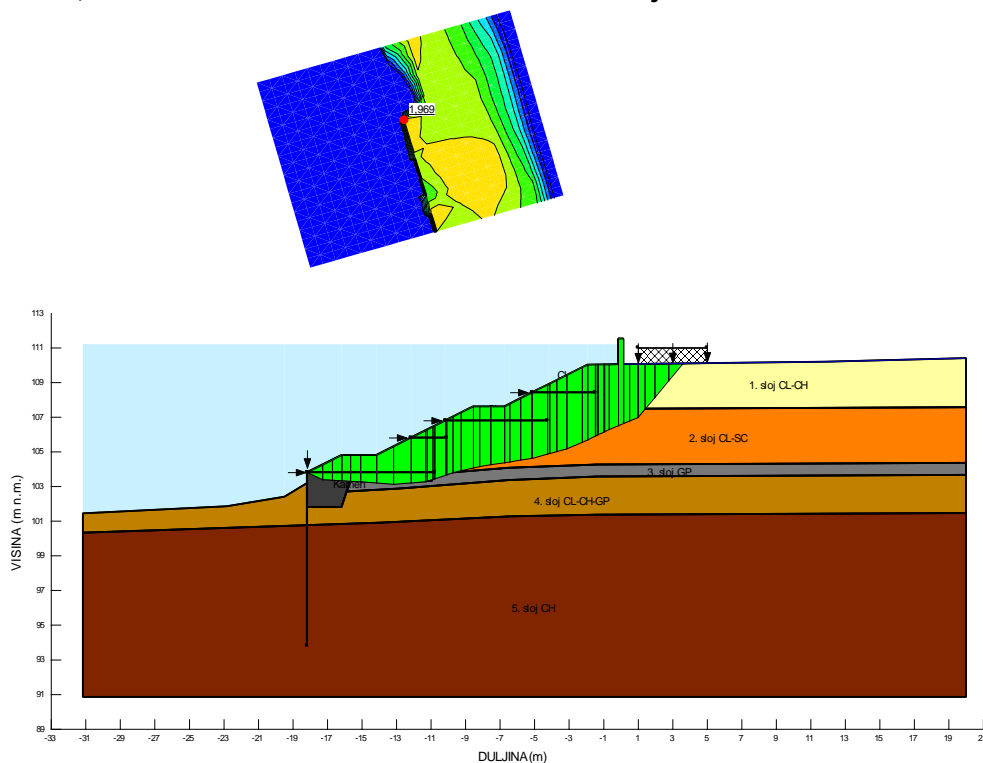 1,969
113
111
109
107
105
103
101
99
97
95
93
91
89
VISINA (m n.m.)
1. sloj CL-CH
2. sloj CL-SC
3. sloj GP
Kamen
4. sloj CL-CH-GP
5. sloj CH
-33 -31 -29 -27 -25 -23 -21 -19 -17 -15 -13 -11 -9 -7 -5 -3 -1 1 3 5 7 9 11 13 15 17 19
DULJINA (m)